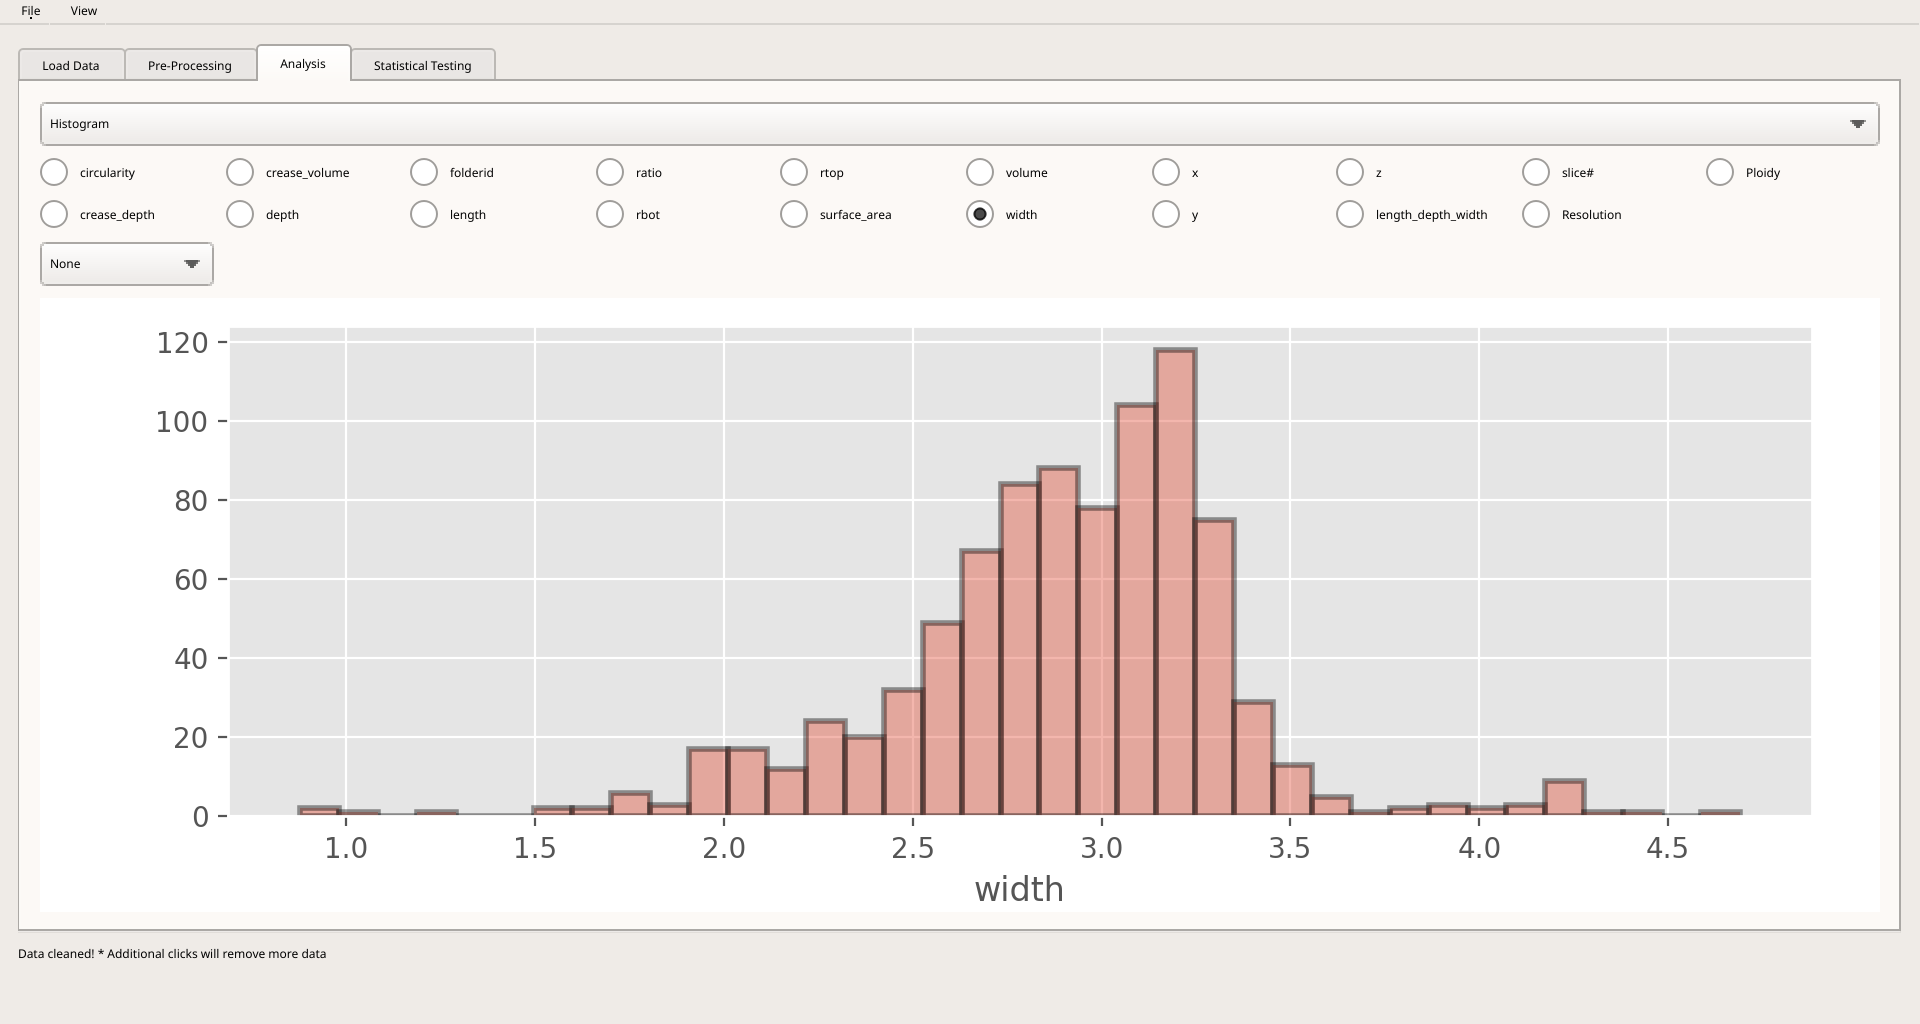 File View
Load Data Pre-Processing Analysis Statistical Testing
Histogram
circularity crease_volume folderid ratio rtop volume x z slice# Ploidy
crease_depth depth length rbot surface_area width y length_depth_width Resolution
None
120
100
80
60
40
20
0
1.0 1.5 2.0 2.5 3.0 3.5 4.0 4.5
width
Data cleaned! * Additional clicks will remove more data